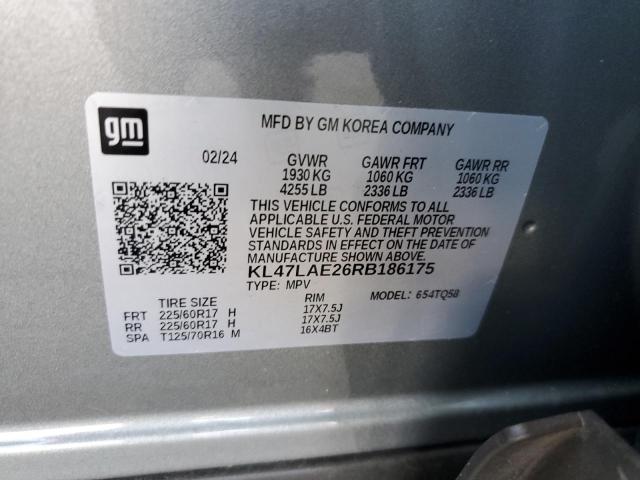 gm
MFD BY GM KOREA COMPANY
02/24 GVWR GAWR FRT GAWR RR
1930 KG 1060 KG 1060 KG
4255 LB 2336 LB 2336 LB
THIS VEHICLE CONFORMS TO ALL
APPLICABLE U.S. FEDERAL MOTOR
VEHICLE SAFETY AND THEFT PREVENTION
STANDARDS IN EFFECT ON THE DATE OF
MANUFACTURE SHOWN ABOVE.
KL47LAE26RB186175
TYPE: MPV MODEL: 654TQ58
TIRE SIZE RIM
FRT 225/60R17 H 17X7.5J
RR 225/60R17 H 17X7.5J
SPA T125/70R16 M 16X4BT